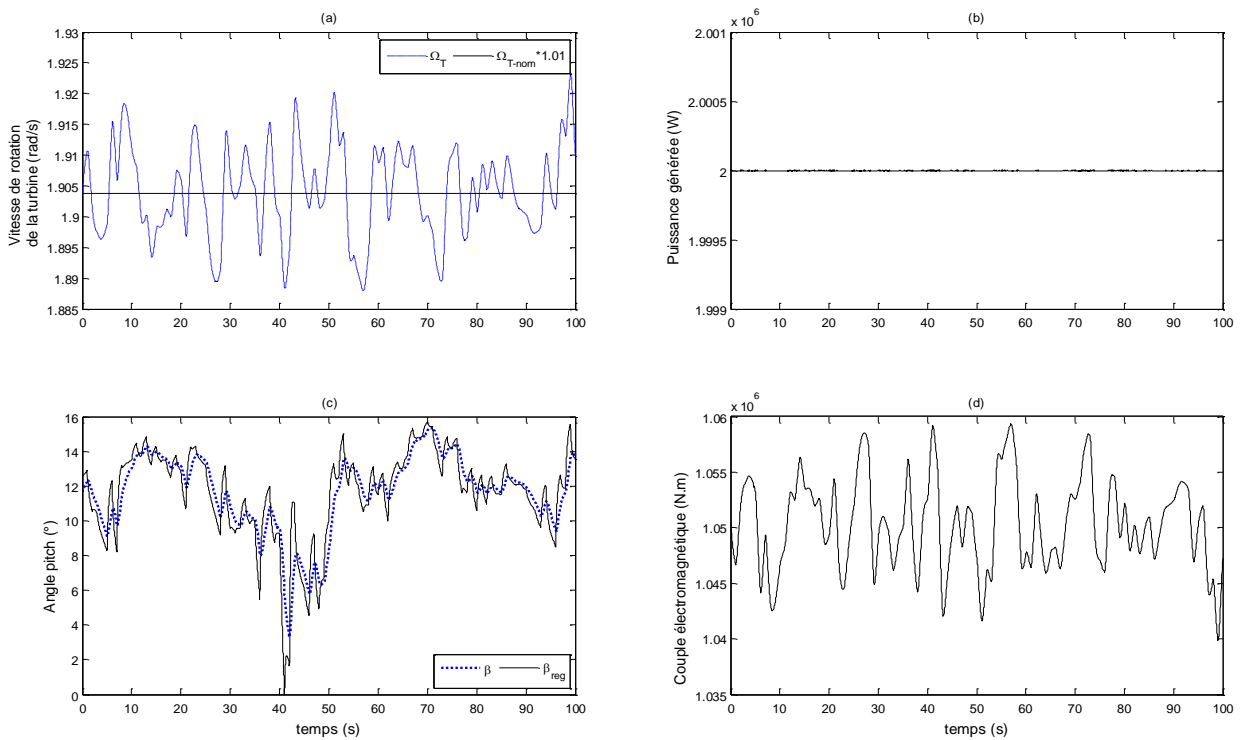 (a)
1.93
1.925
1.92
1.915
1.91
1.905
1.9
1.895
1.89
1.885
0 10 20 30 40 50 60 70 80 90 100
Vitesse de rotation
de la turbine (rad/s)
Ω_T Ω_T-nom*1.01
(b)
x 10^6
2.001
2.0005
2
1.9995
1.999
0 10 20 30 40 50 60 70 80 90 100
Puissance générée (W)
(c)
16
14
12
10
8
6
4
2
0
0 10 20 30 40 50 60 70 80 90 100
Angle pitch (°)
temps (s)
β β_reg
(d)
x 10^6
1.06
1.055
1.05
1.045
1.04
1.035
0 10 20 30 40 50 60 70 80 90 100
Couple électromagnétique (N.m)
temps (s)